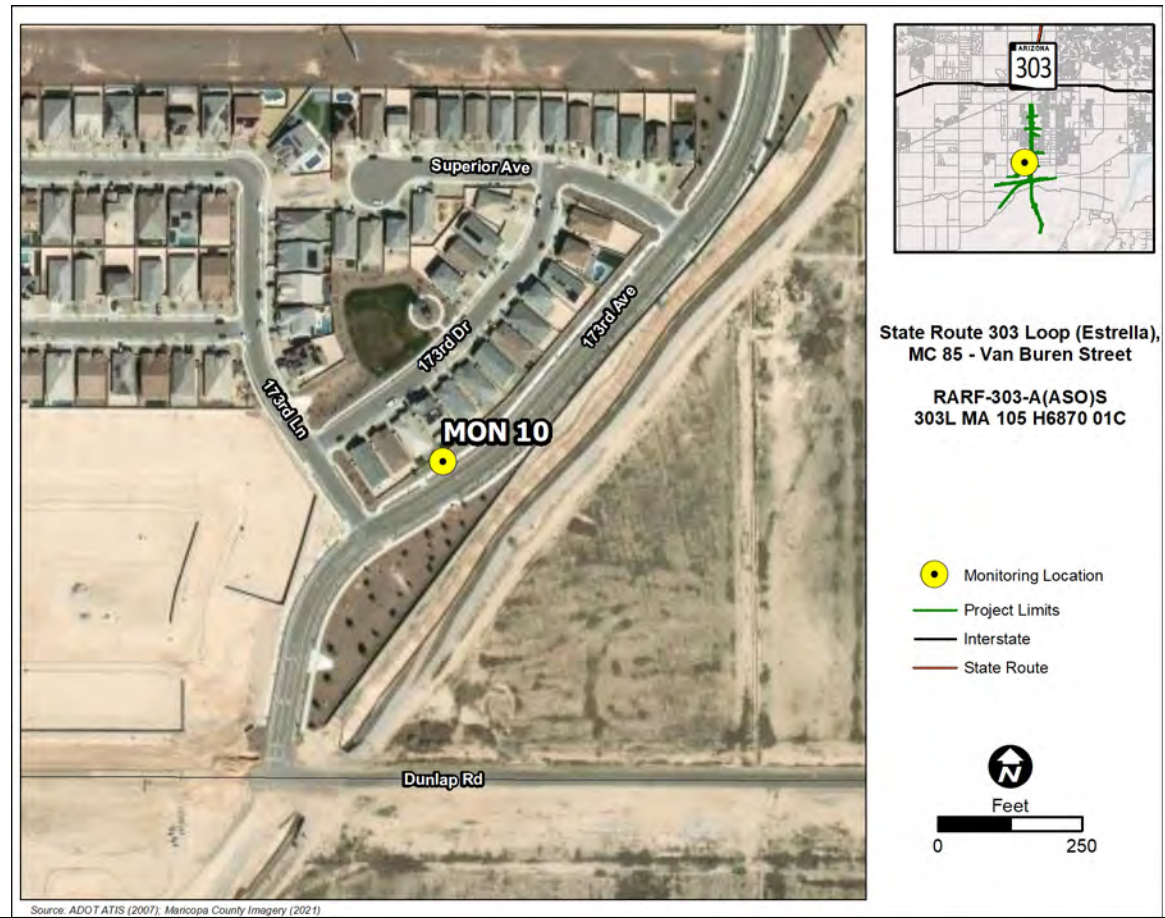 Superior Ave
173rd Ave
173rd Dr
173rd Ln
MON 10
Dunlap Rd
Source: ADOT ATIS (2007); Maricopa County Imagery (2021)
ARIZONA
303
State Route 303 Loop (Estrella),
MC 85 - Van Buren Street
RARF-303-A(ASO)S
303L MA 105 H6870 01C
Monitoring Location
Project Limits
Interstate
State Route
N
Feet
0 250